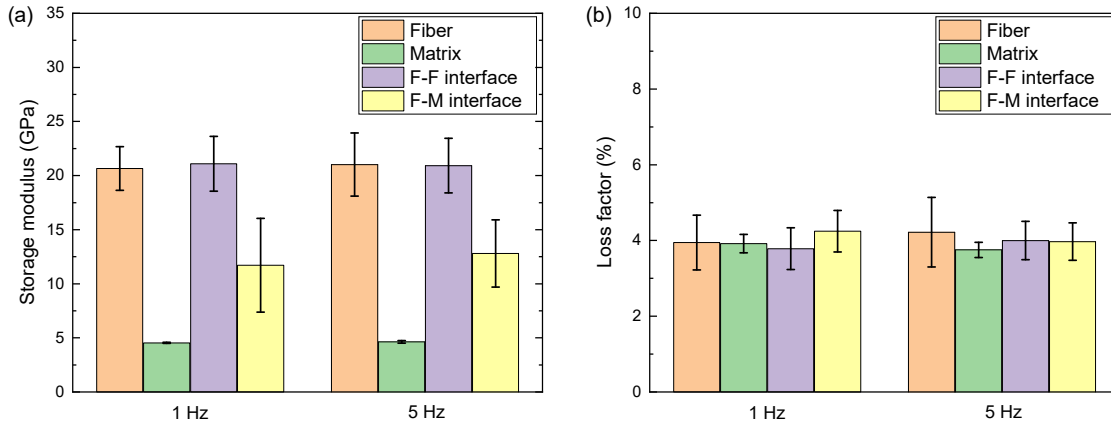 (a)
Storage modulus (GPa)
35
30
25
20
15
10
5
0
Fiber
Matrix
F-F interface
F-M interface
1 Hz
5 Hz
(b)
Loss factor (%)
10
8
6
4
2
0
Fiber
Matrix
F-F interface
F-M interface
1 Hz
5 Hz